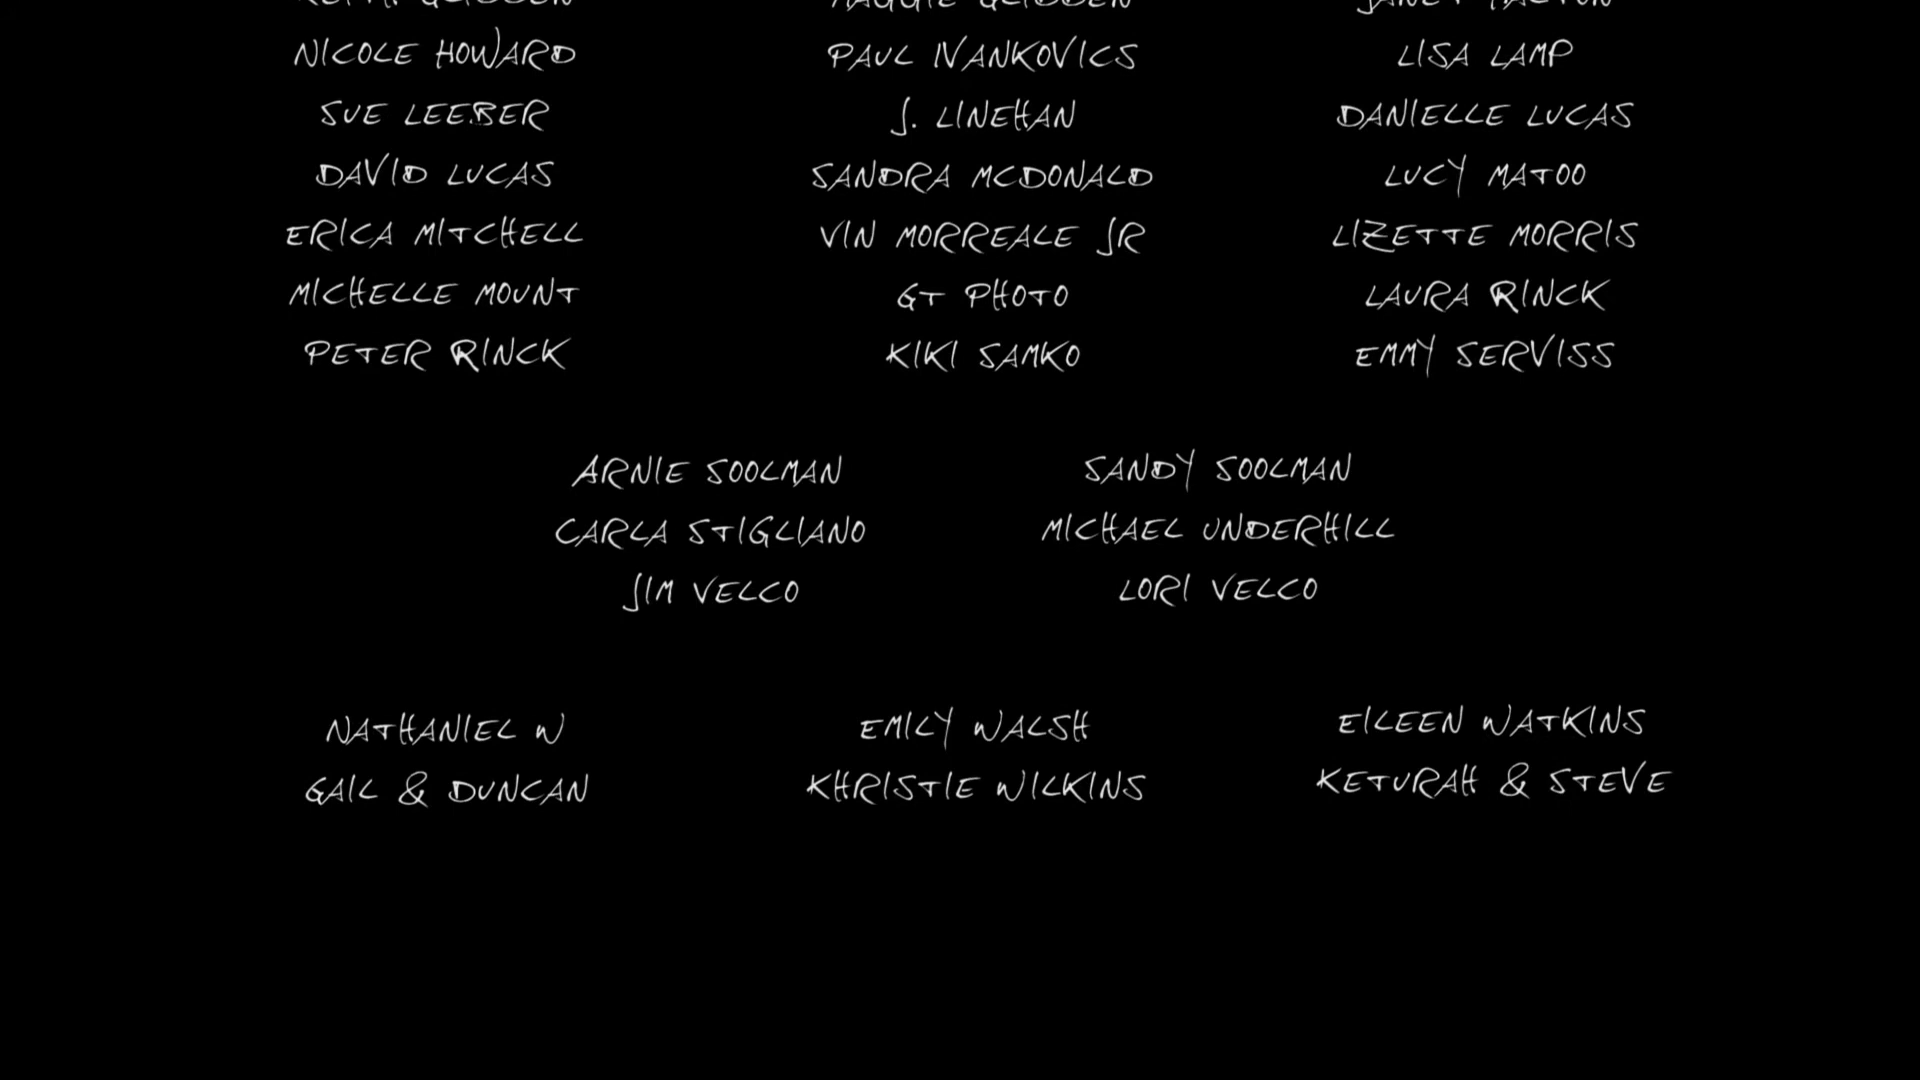 NICOLE HOWARD PAUL IVANKOVICS LISA LAMP
SUE LEEBER J. LINEHAN DANIELLE LUCAS
DAVID LUCAS SANDRA MCDONALD LUCY MATOO
ERICA MITCHELL VIN MORREALE JR LIZETTE MORRIS
MICHELLE MOUNT GT PHOTO LAURA RINCK
PETER RINCK KIKI SAMKO EMMY SERVISS
ARNIE SOOLMAN SANDY SOOLMAN
CARLA STIGLIANO MICHAEL UNDERHILL
JIM VELCO LORI VELCO
NATHANIEL W EMILY WALSH EILEEN WATKINS
GAIL & DUNCAN KHRISTIE WILKINS KETURAH & STEVE